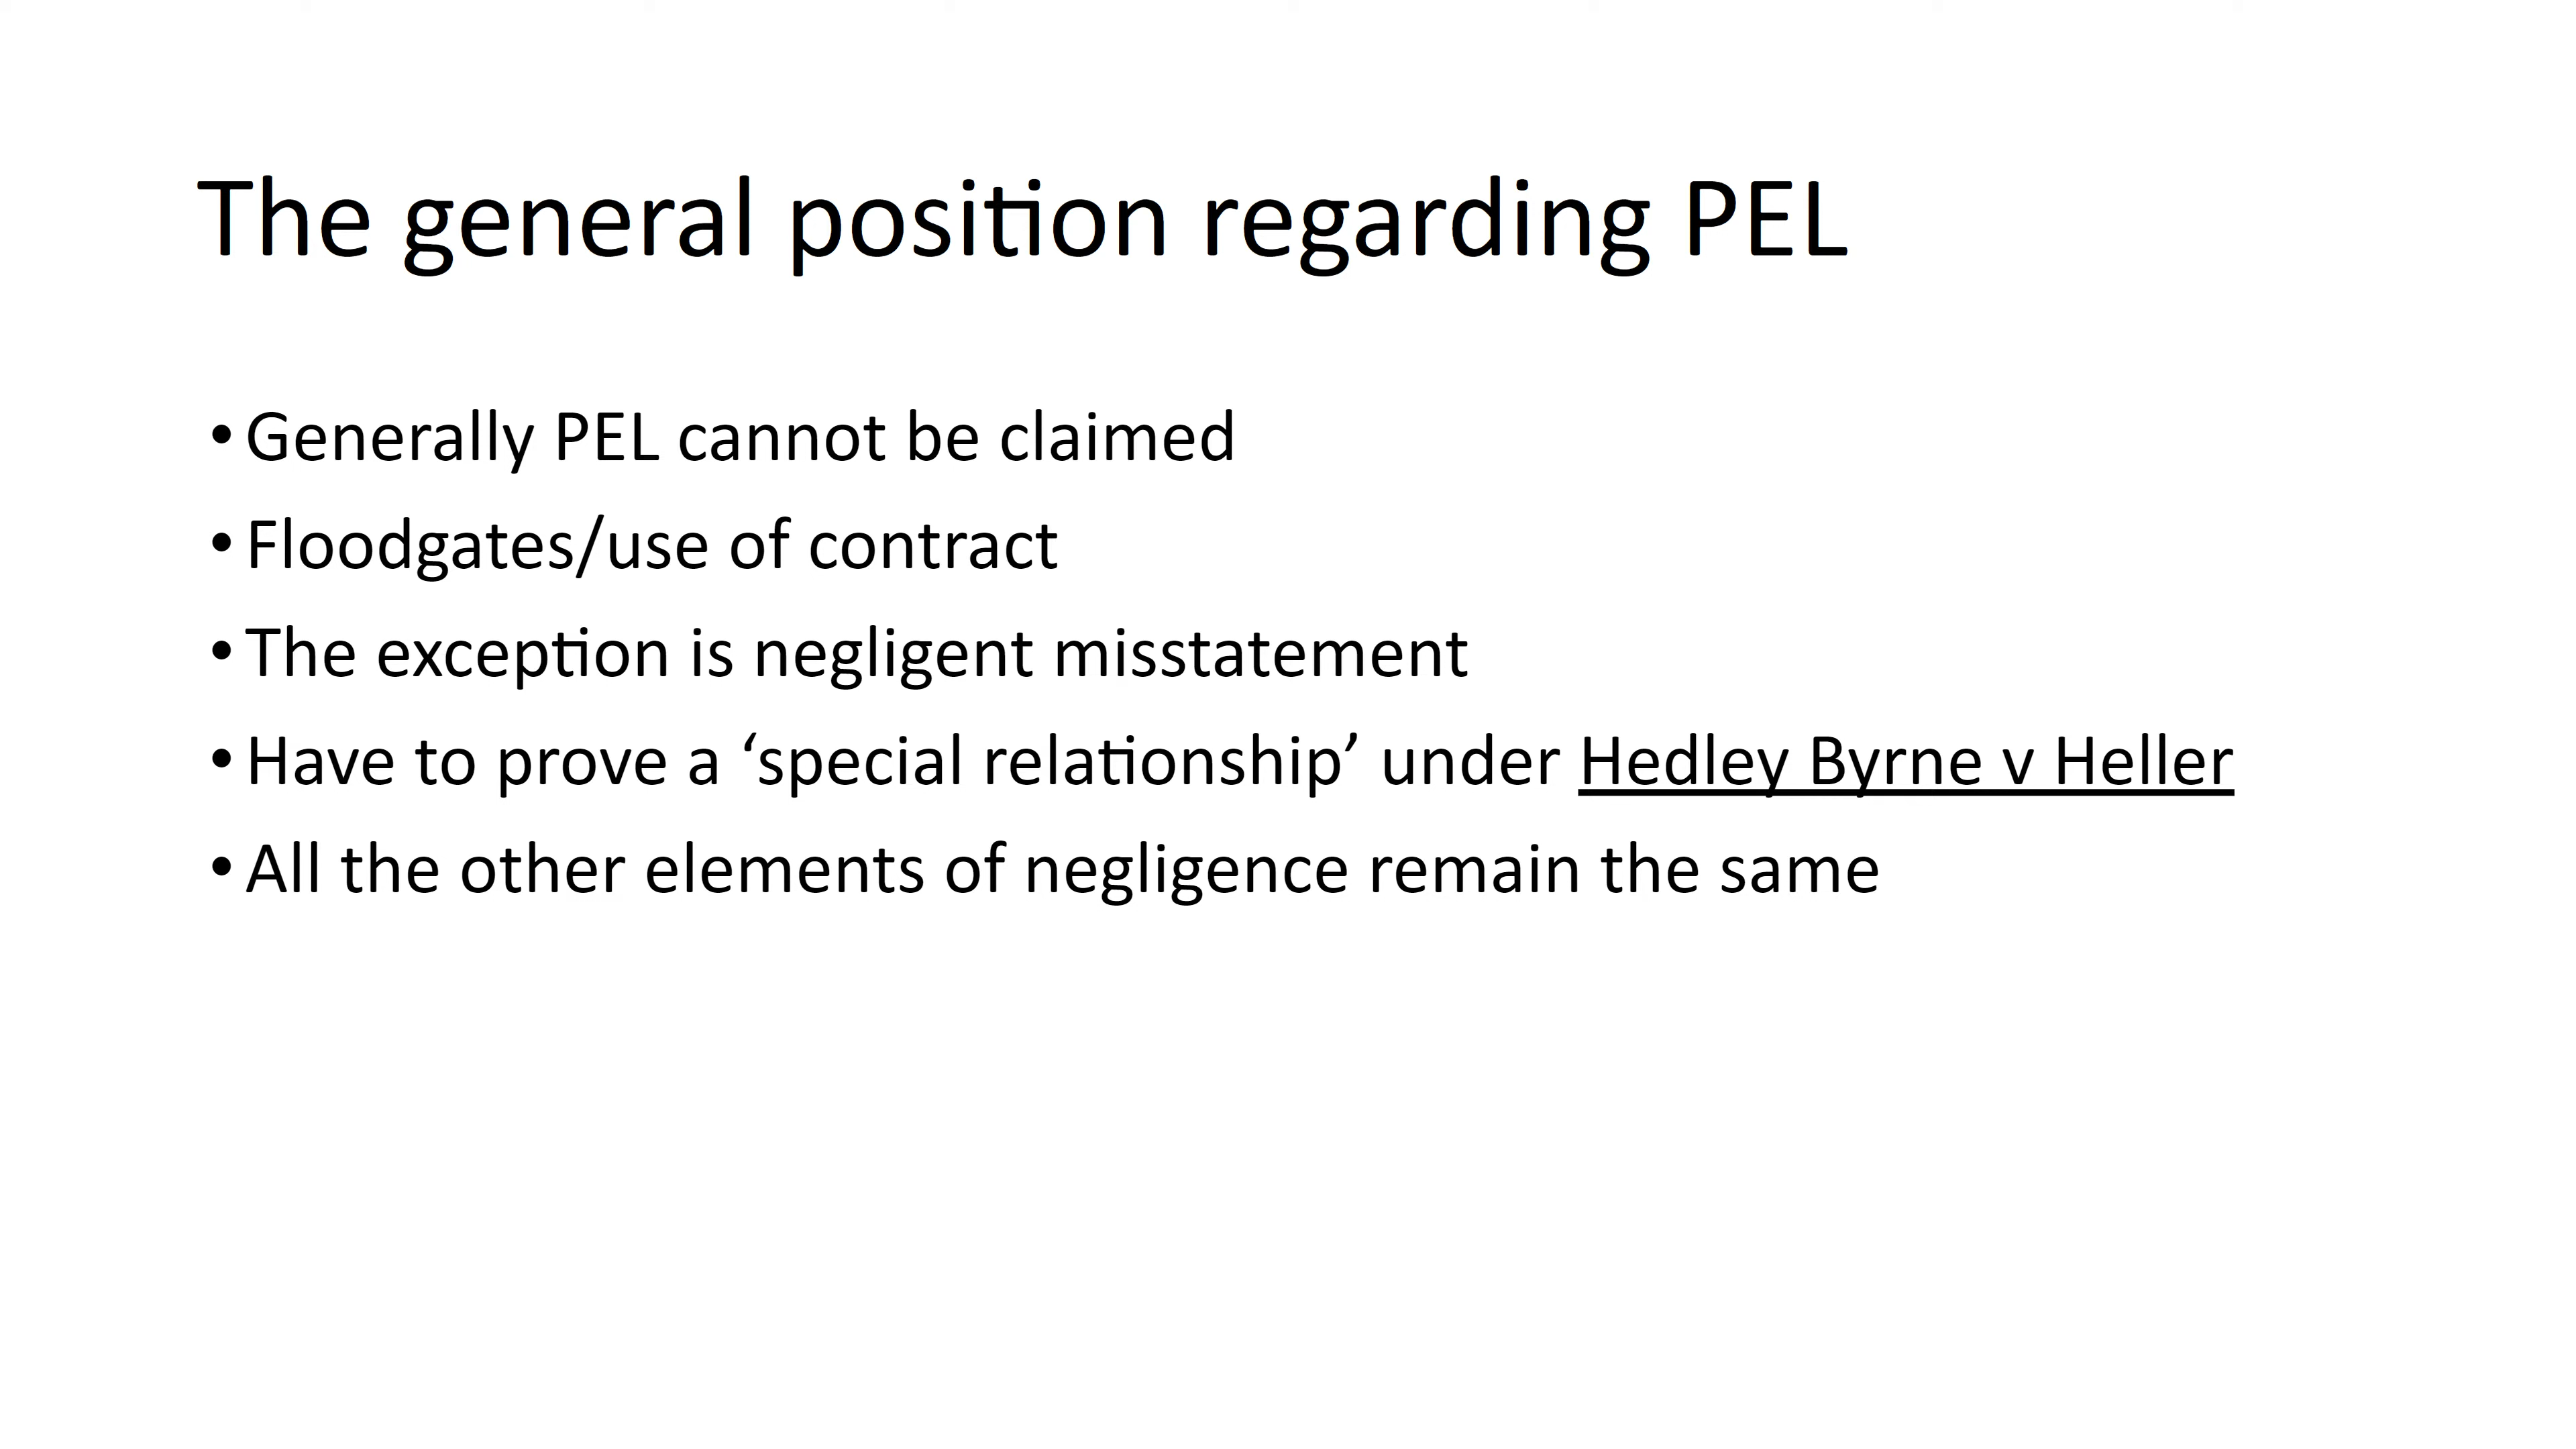 The general position regarding PEL
• Generally PEL cannot be claimed
• Floodgates/use of contract
• The exception is negligent misstatement
• Have to prove a ‘special relationship’ under Hedley Byrne v Heller
• All the other elements of negligence remain the same